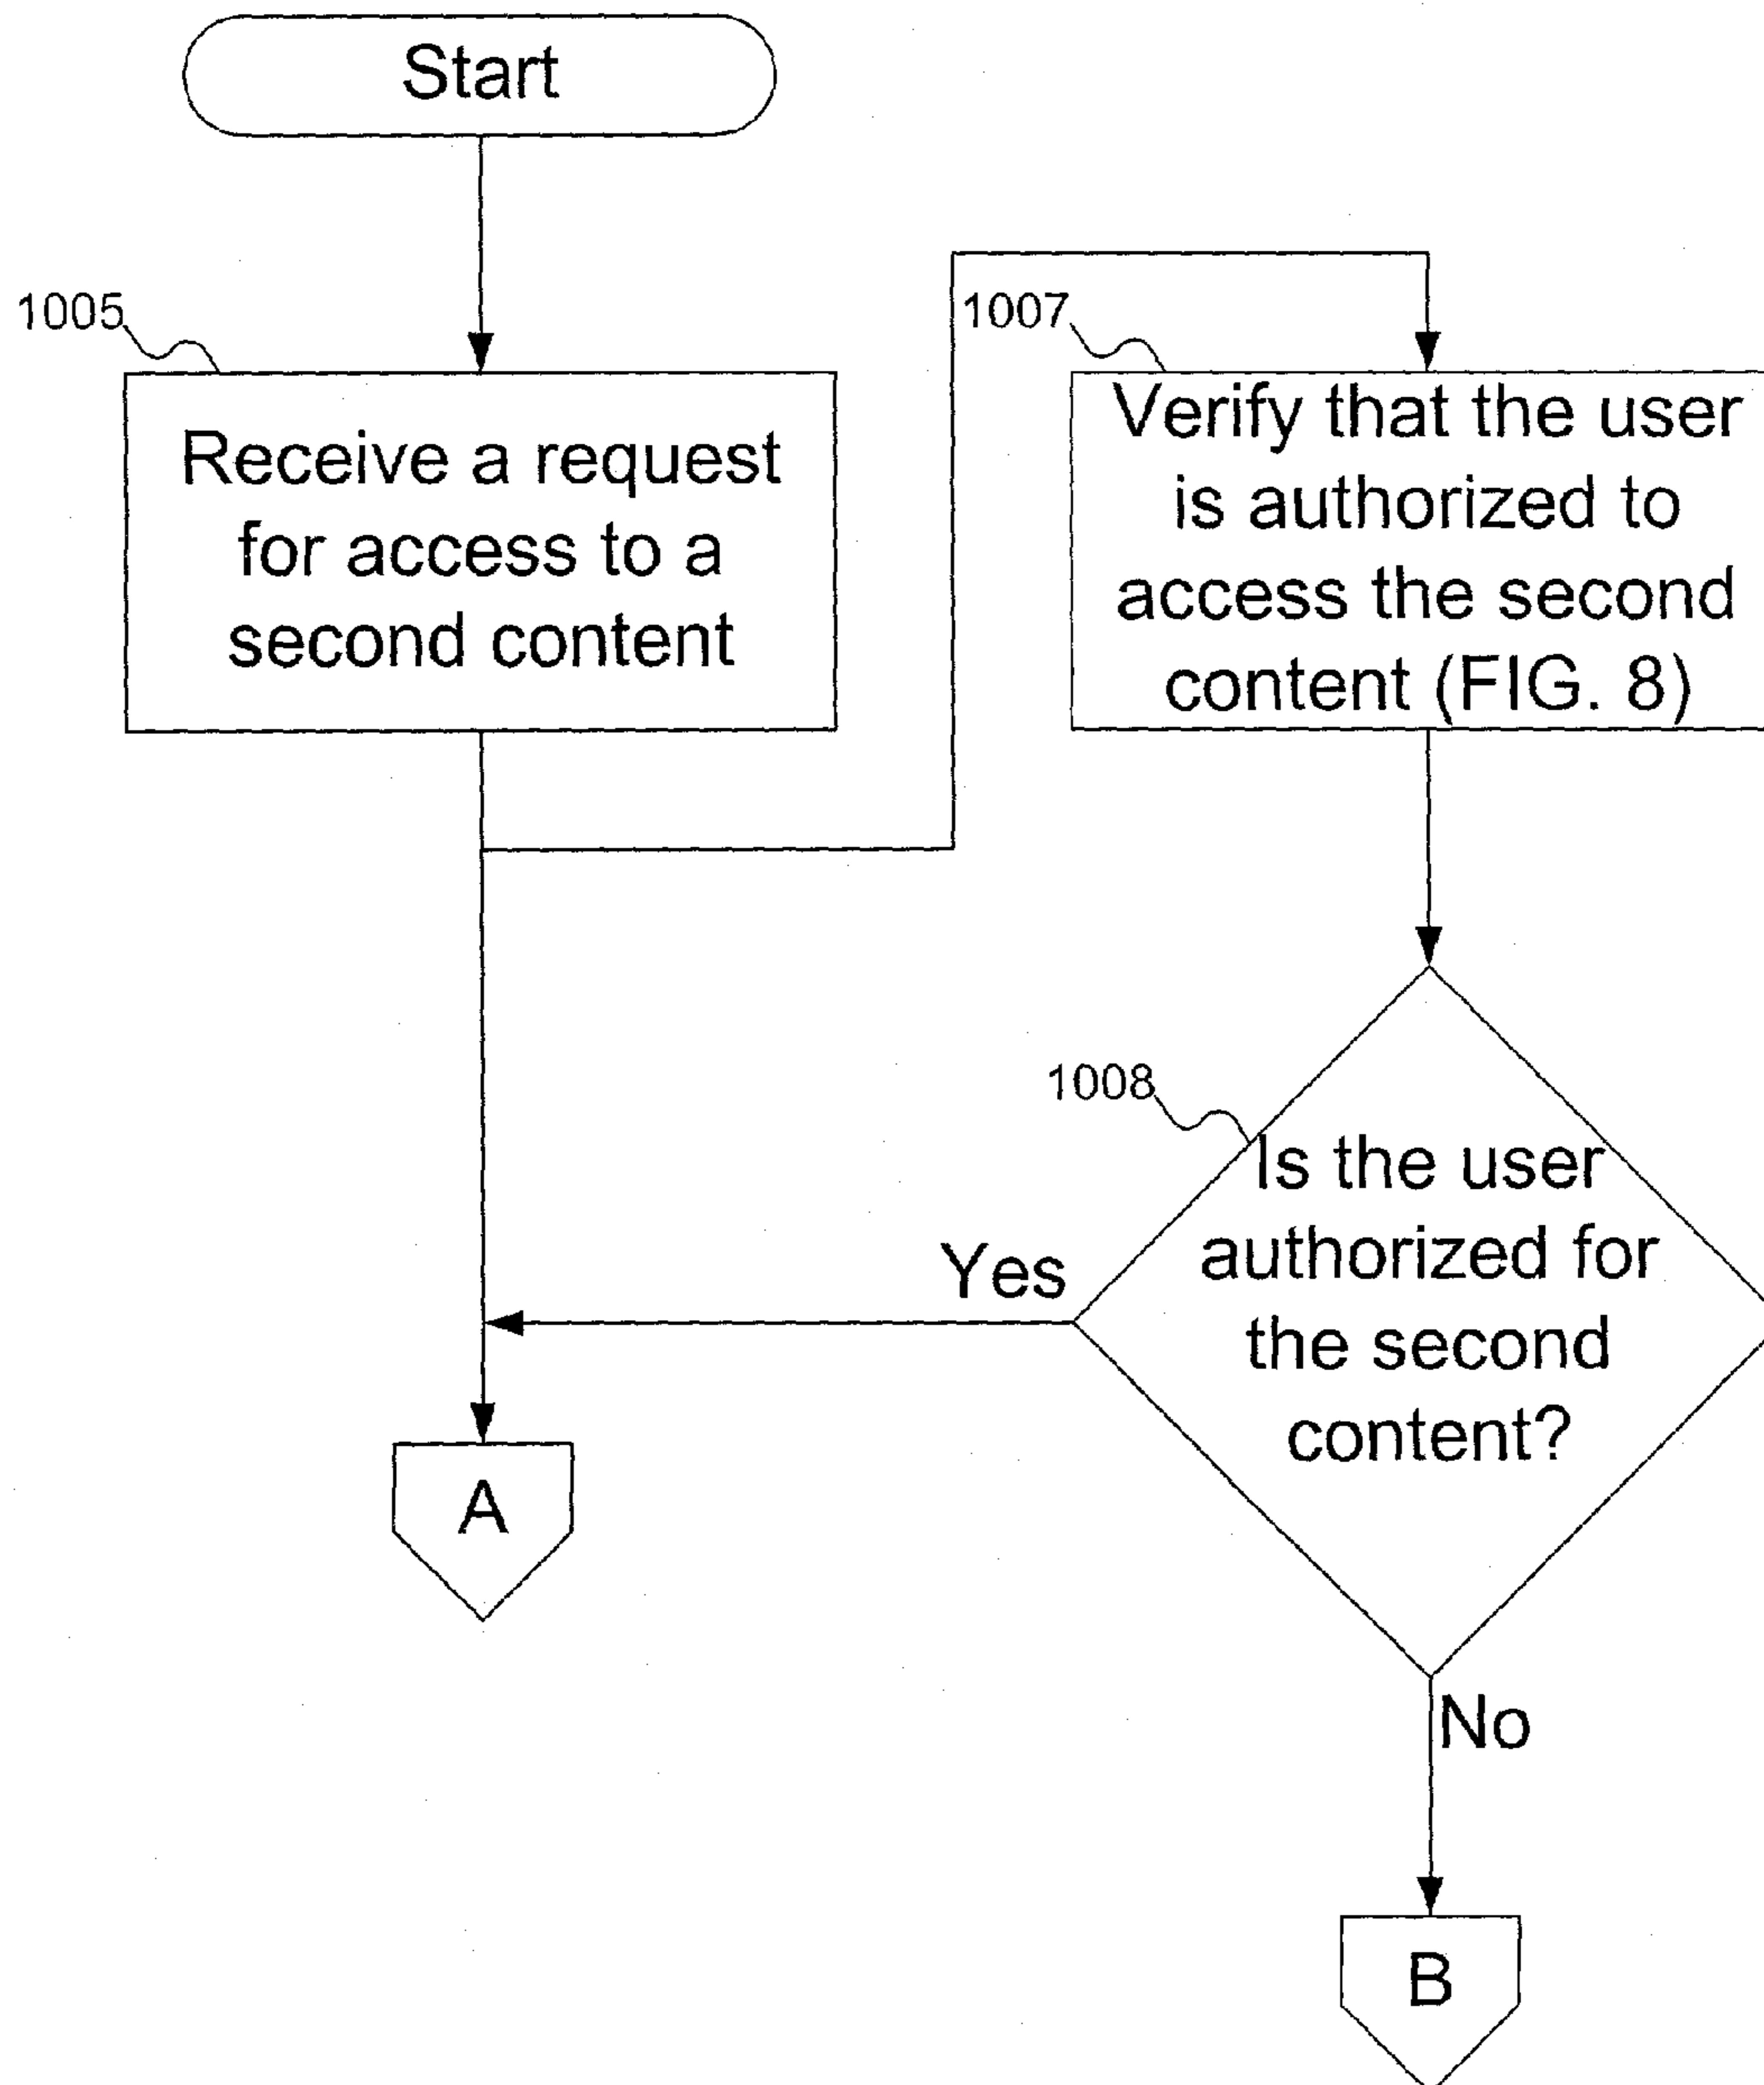 Start
1005
Receive a request
for access to a
second content
1007
Verify that the user
is authorized to
access the second
content (FIG. 8)
1008
Is the user
authorized for
the second
content?
Yes
No
A
B